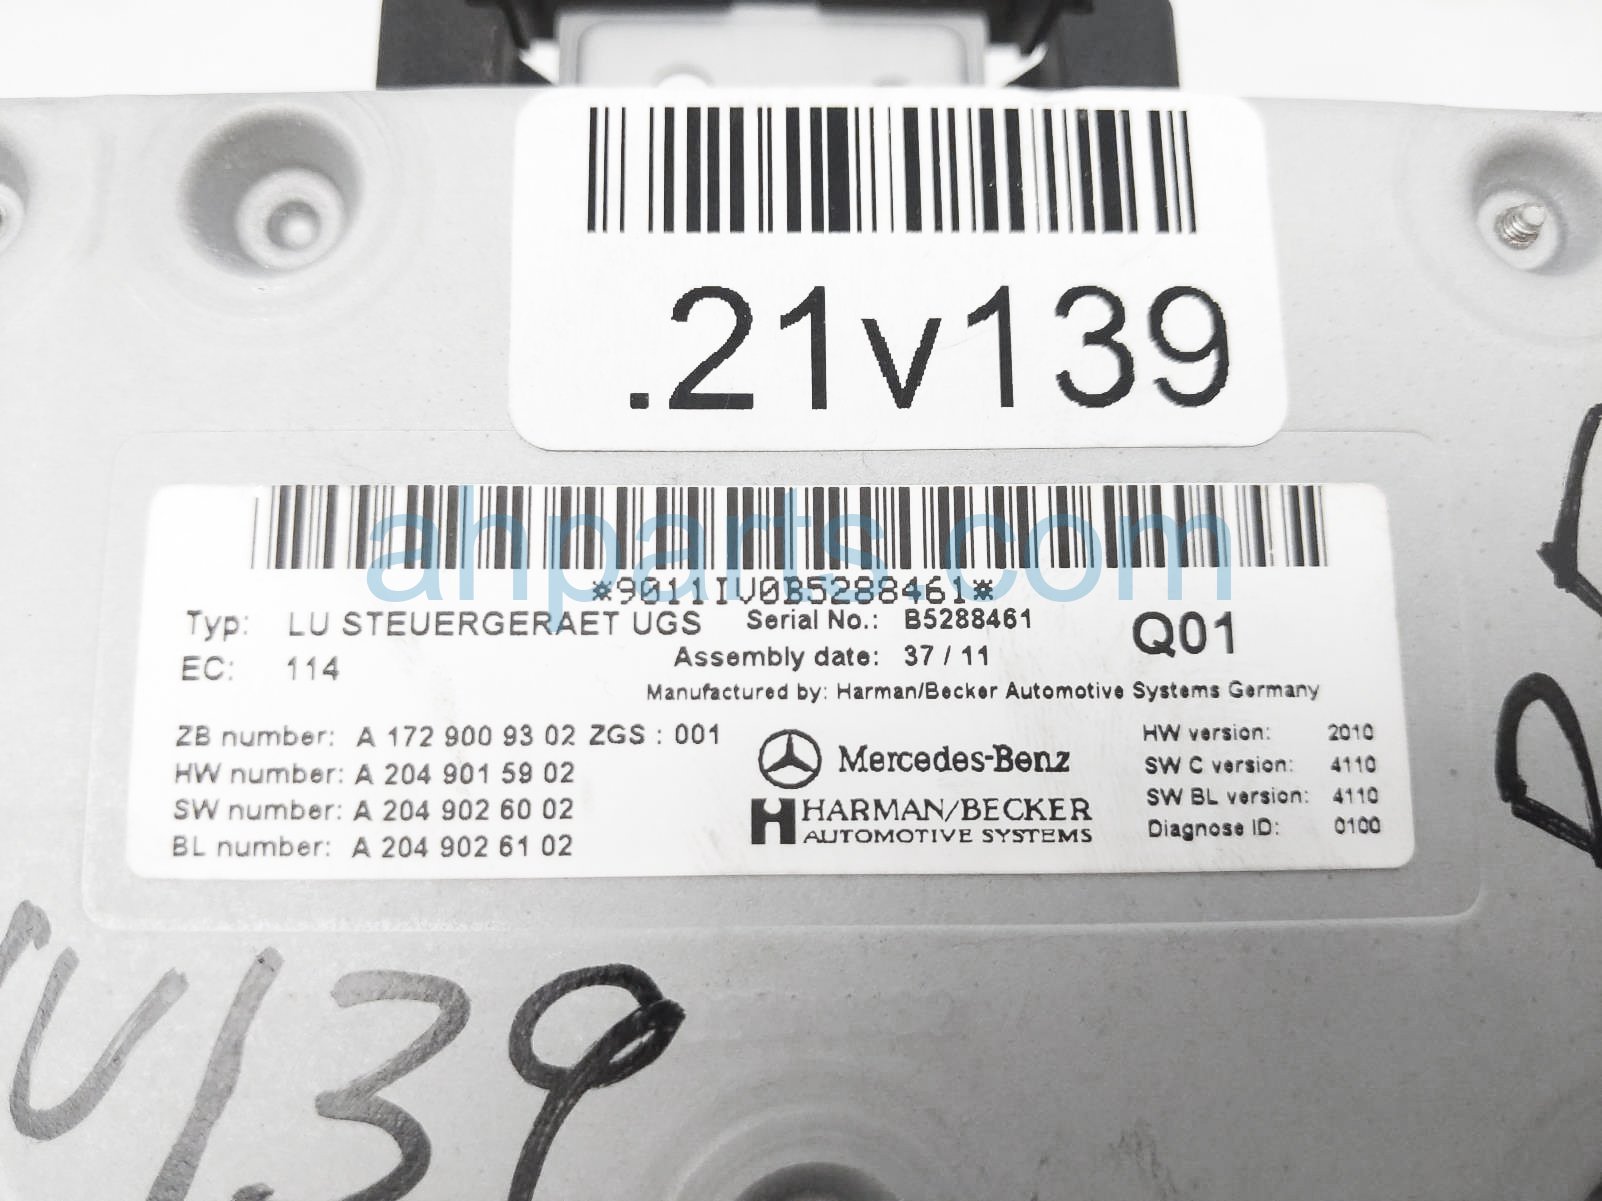 .21v139
ahparts.com
*9011IV0B5288461*
Typ: LU STEUERGERAET UGS Serial No.: B5288461 Q01
EC: 114 Assembly date: 37 / 11
Manufactured by: Harman/Becker Automotive Systems Germany
ZB number: A 172 900 93 02 ZGS : 001
HW number: A 204 901 59 02
SW number: A 204 902 60 02
BL number: A 204 902 61 02
Mercedes-Benz
HARMAN/BECKER
AUTOMOTIVE SYSTEMS
HW version: 2010
SW C version: 4110
SW BL version: 4110
Diagnose ID: 0100
V139